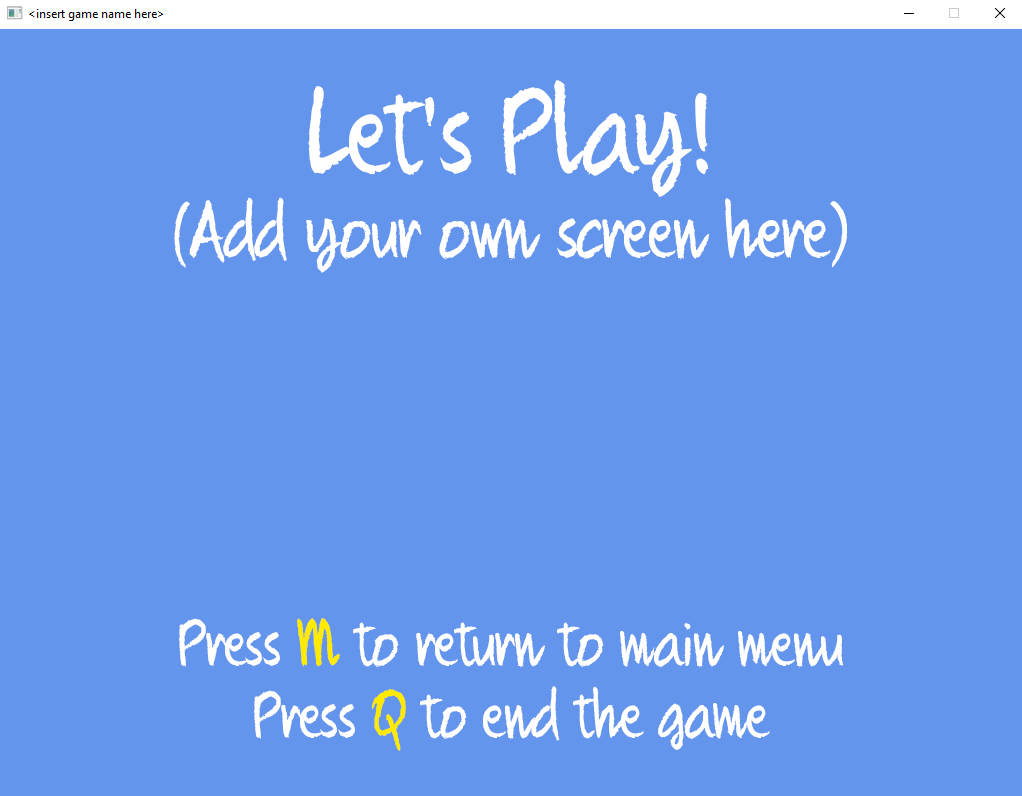 <insert game name here>
Let's Play!
(Add your own screen here)
Press M to return to main menu
Press Q to end the game